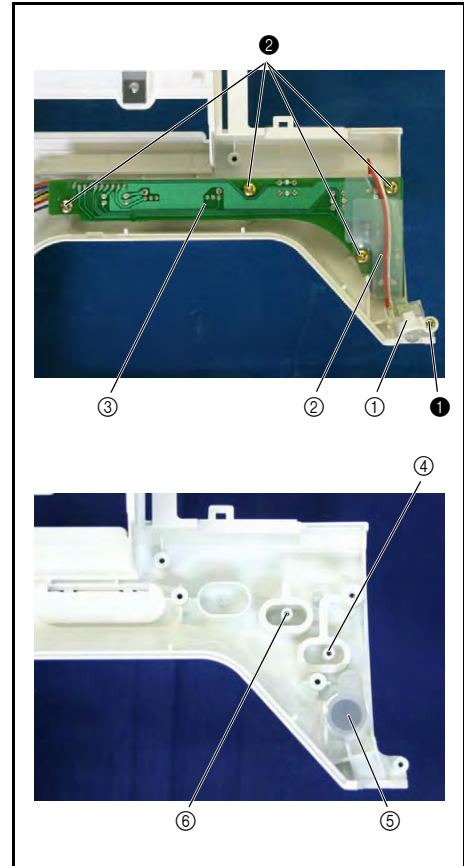 ❷
③ ② ① ❶
④
⑥ ⑤